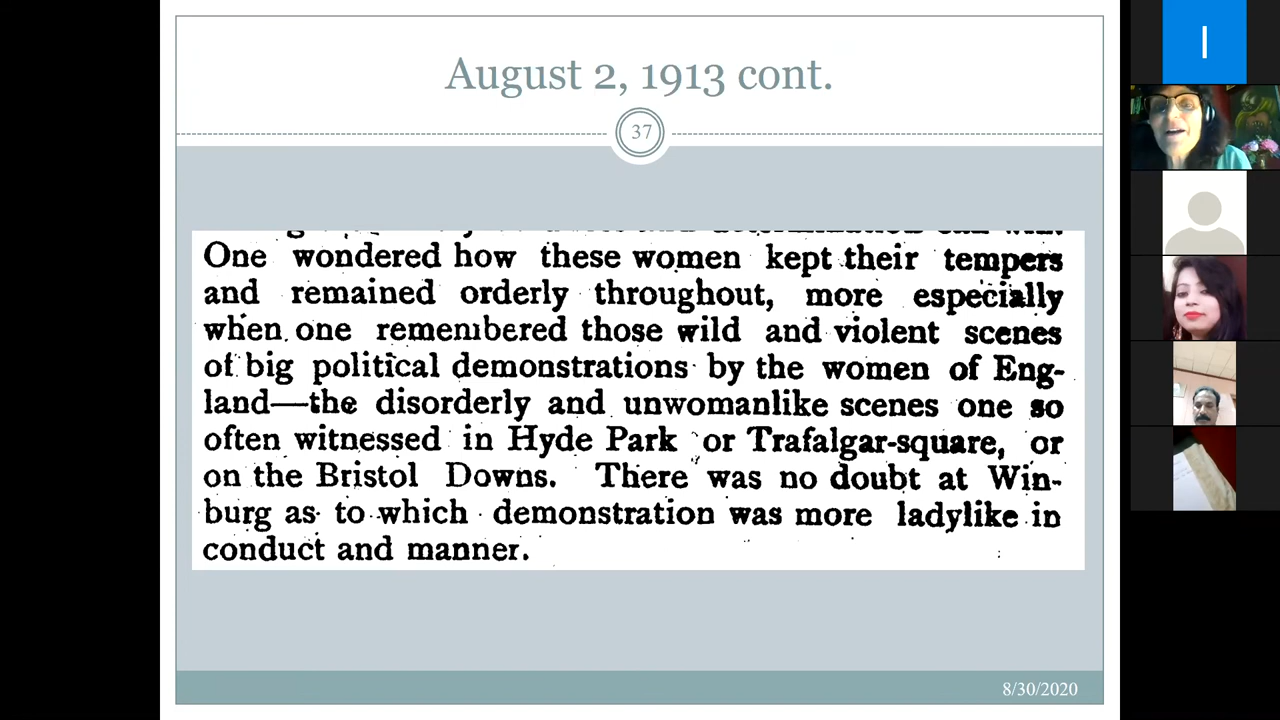 August 2, 1913 cont.
37
can win.
One wondered how these women kept their tempers
and remained orderly throughout, more especially
when one remembered those wild and violent scenes
of big political demonstrations by the women of Eng-
land—the disorderly and unwomanlike scenes one so
often witnessed in Hyde Park or Trafalgar-square, or
on the Bristol Downs. There was no doubt at Win-
burg as to which demonstration was more ladylike in
conduct and manner.
8/30/2020
I